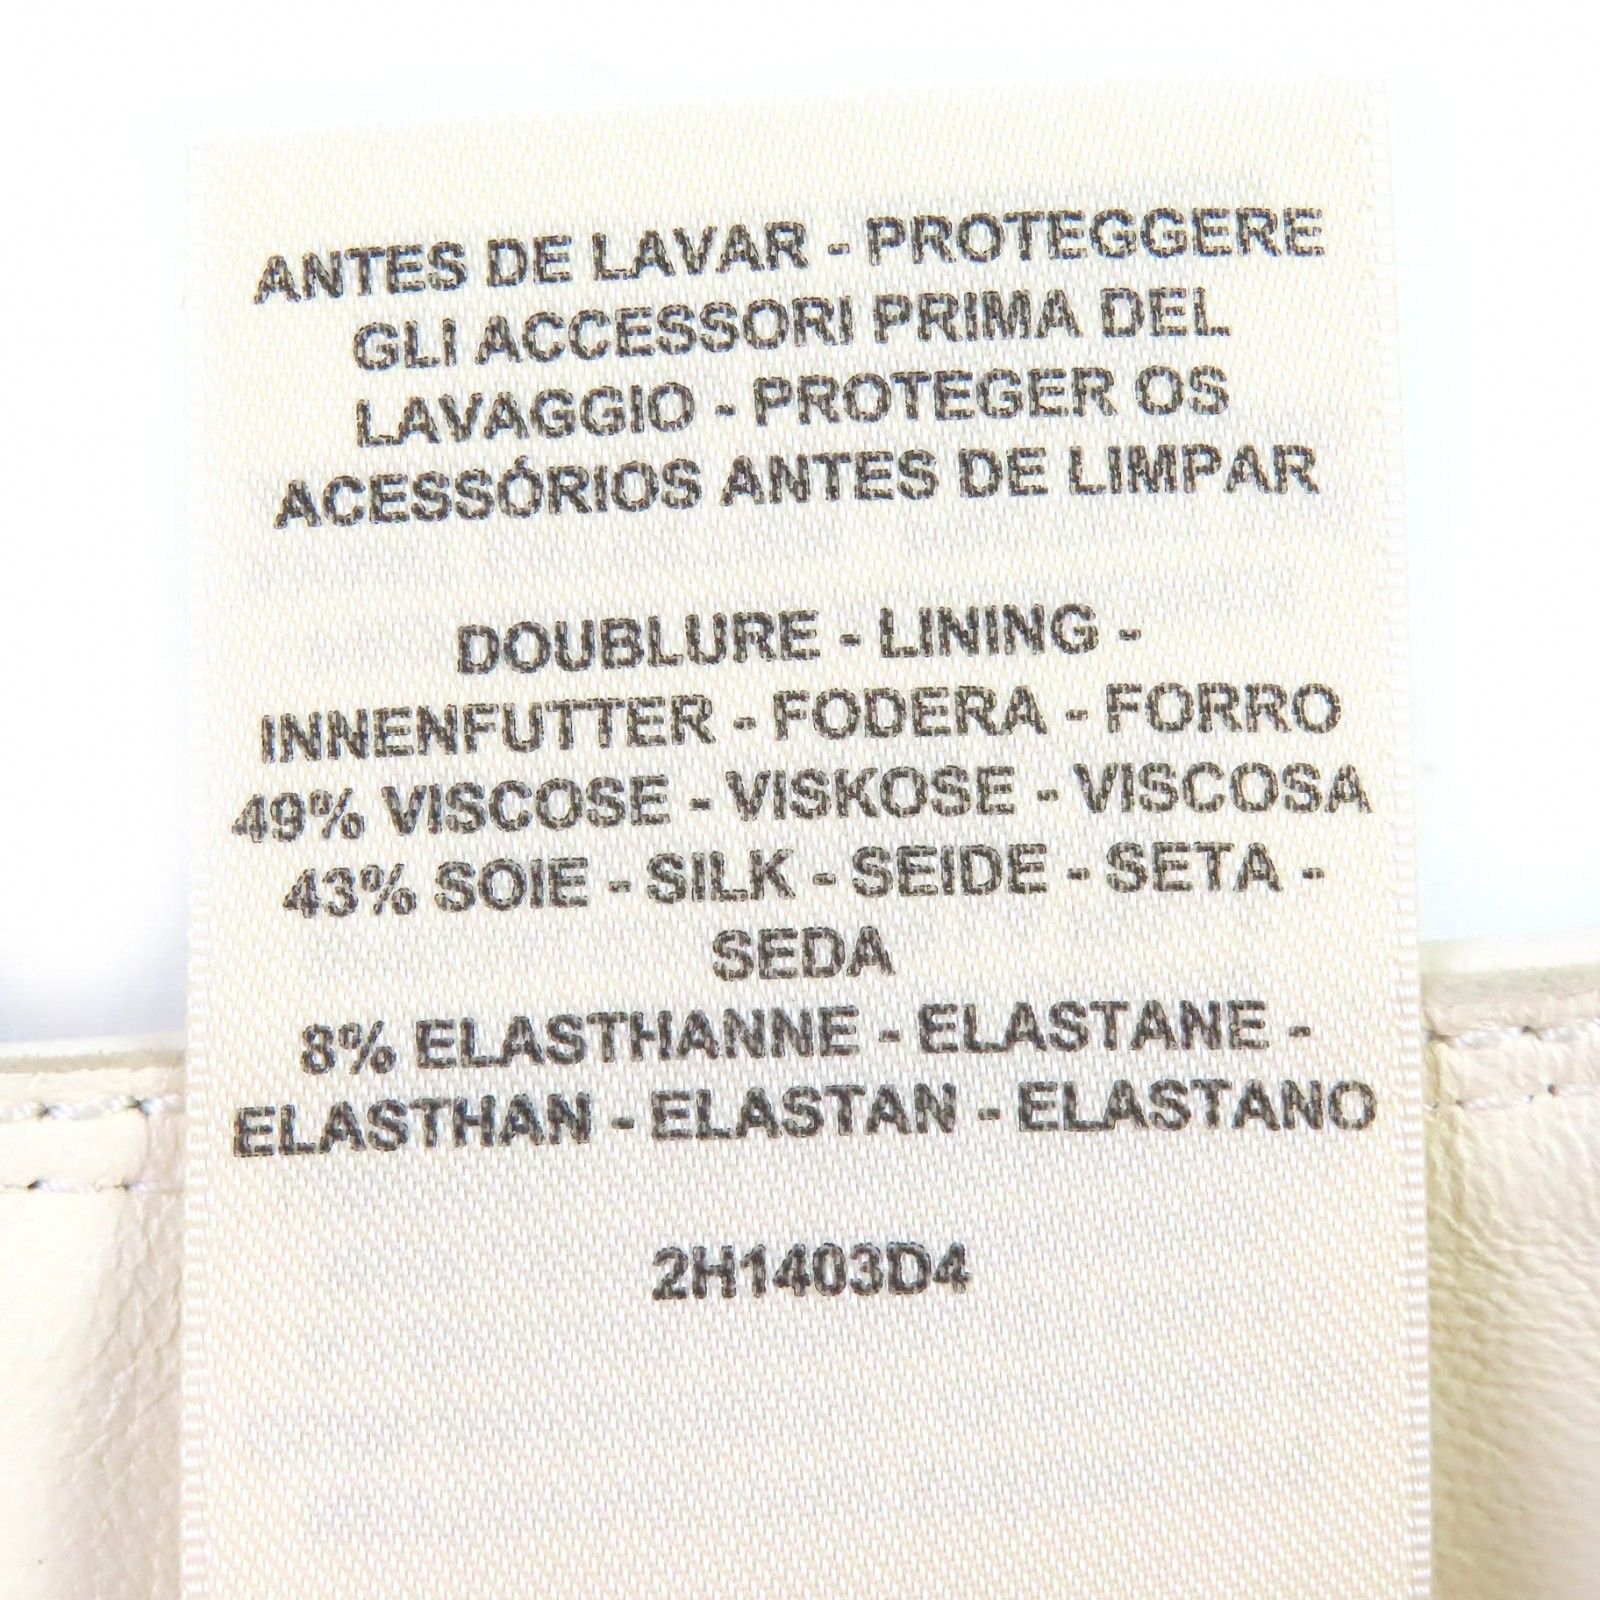 ANTES DE LAVAR - PROTEGGERE
GLI ACCESSORI PRIMA DEL
LAVAGGIO - PROTEGER OS
ACESSÓRIOS ANTES DE LIMPAR
DOUBLURE - LINING -
INNENFUTTER - FODERA - FORRO
49% VISCOSE - VISKOSE - VISCOSA
43% SOIE - SILK - SEIDE - SETA -
SEDA
8% ELASTHANNE - ELASTANE -
ELASTHAN - ELASTAN - ELASTANO
2H1403D4